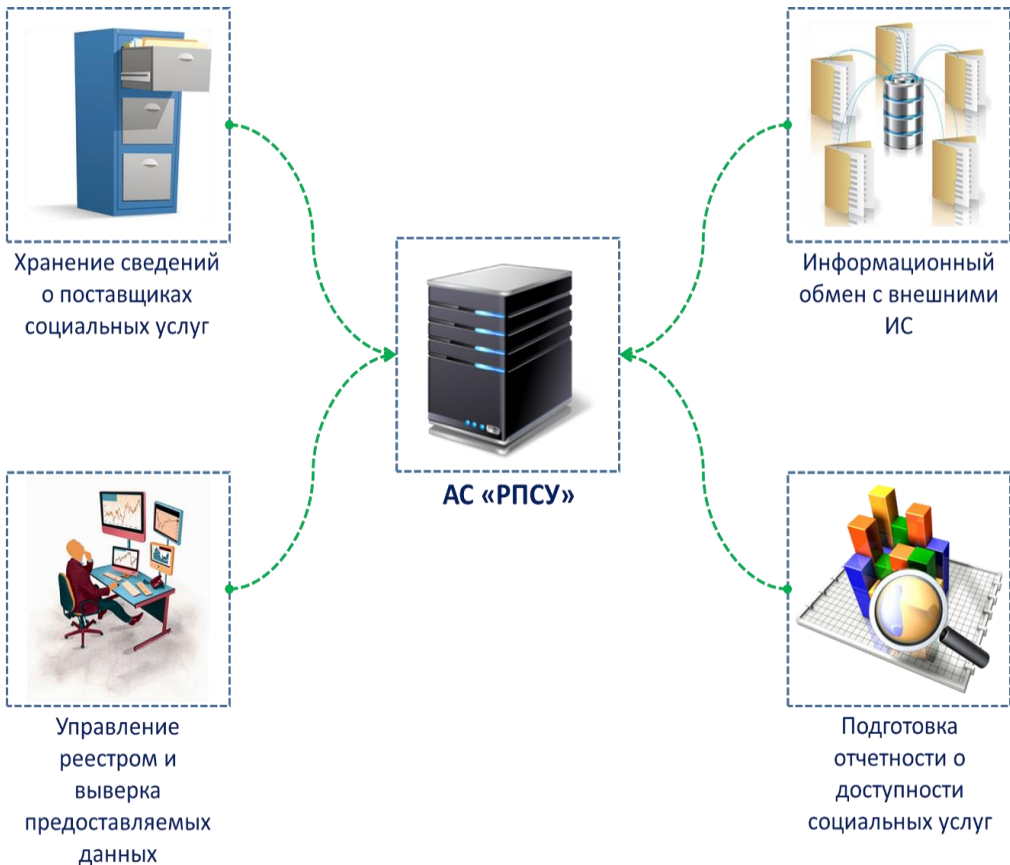 Хранение сведений
о поставщиках
социальных услуг
Информационный
обмен с внешними
ИС
АС «РПСУ»
Управление
реестром и
выверка
предоставляемых
данных
Подготовка
отчетности о
доступности
социальных услуг